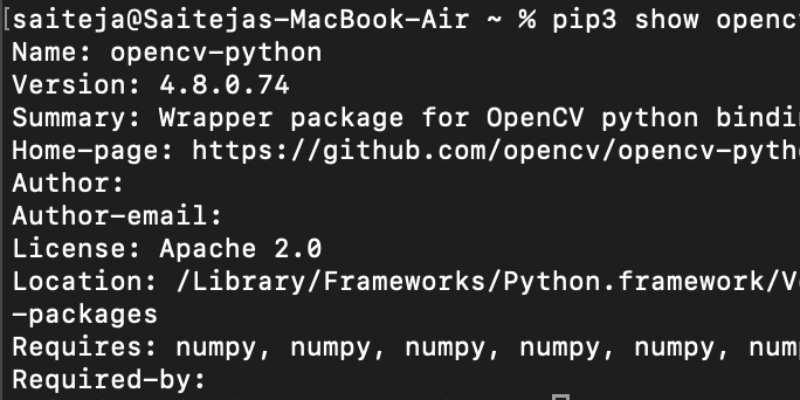 [saiteja@Saitejas-MacBook-Air ~ % pip3 show openc
Name: opencv-python
Version: 4.8.0.74
Summary: Wrapper package for OpenCV python bindi
Home-page: https://github.com/opencv/opencv-pyth
Author:
Author-email:
License: Apache 2.0
Location: /Library/Frameworks/Python.framework/V
-packages
Requires: numpy, numpy, numpy, numpy, numpy, num
Required-by: